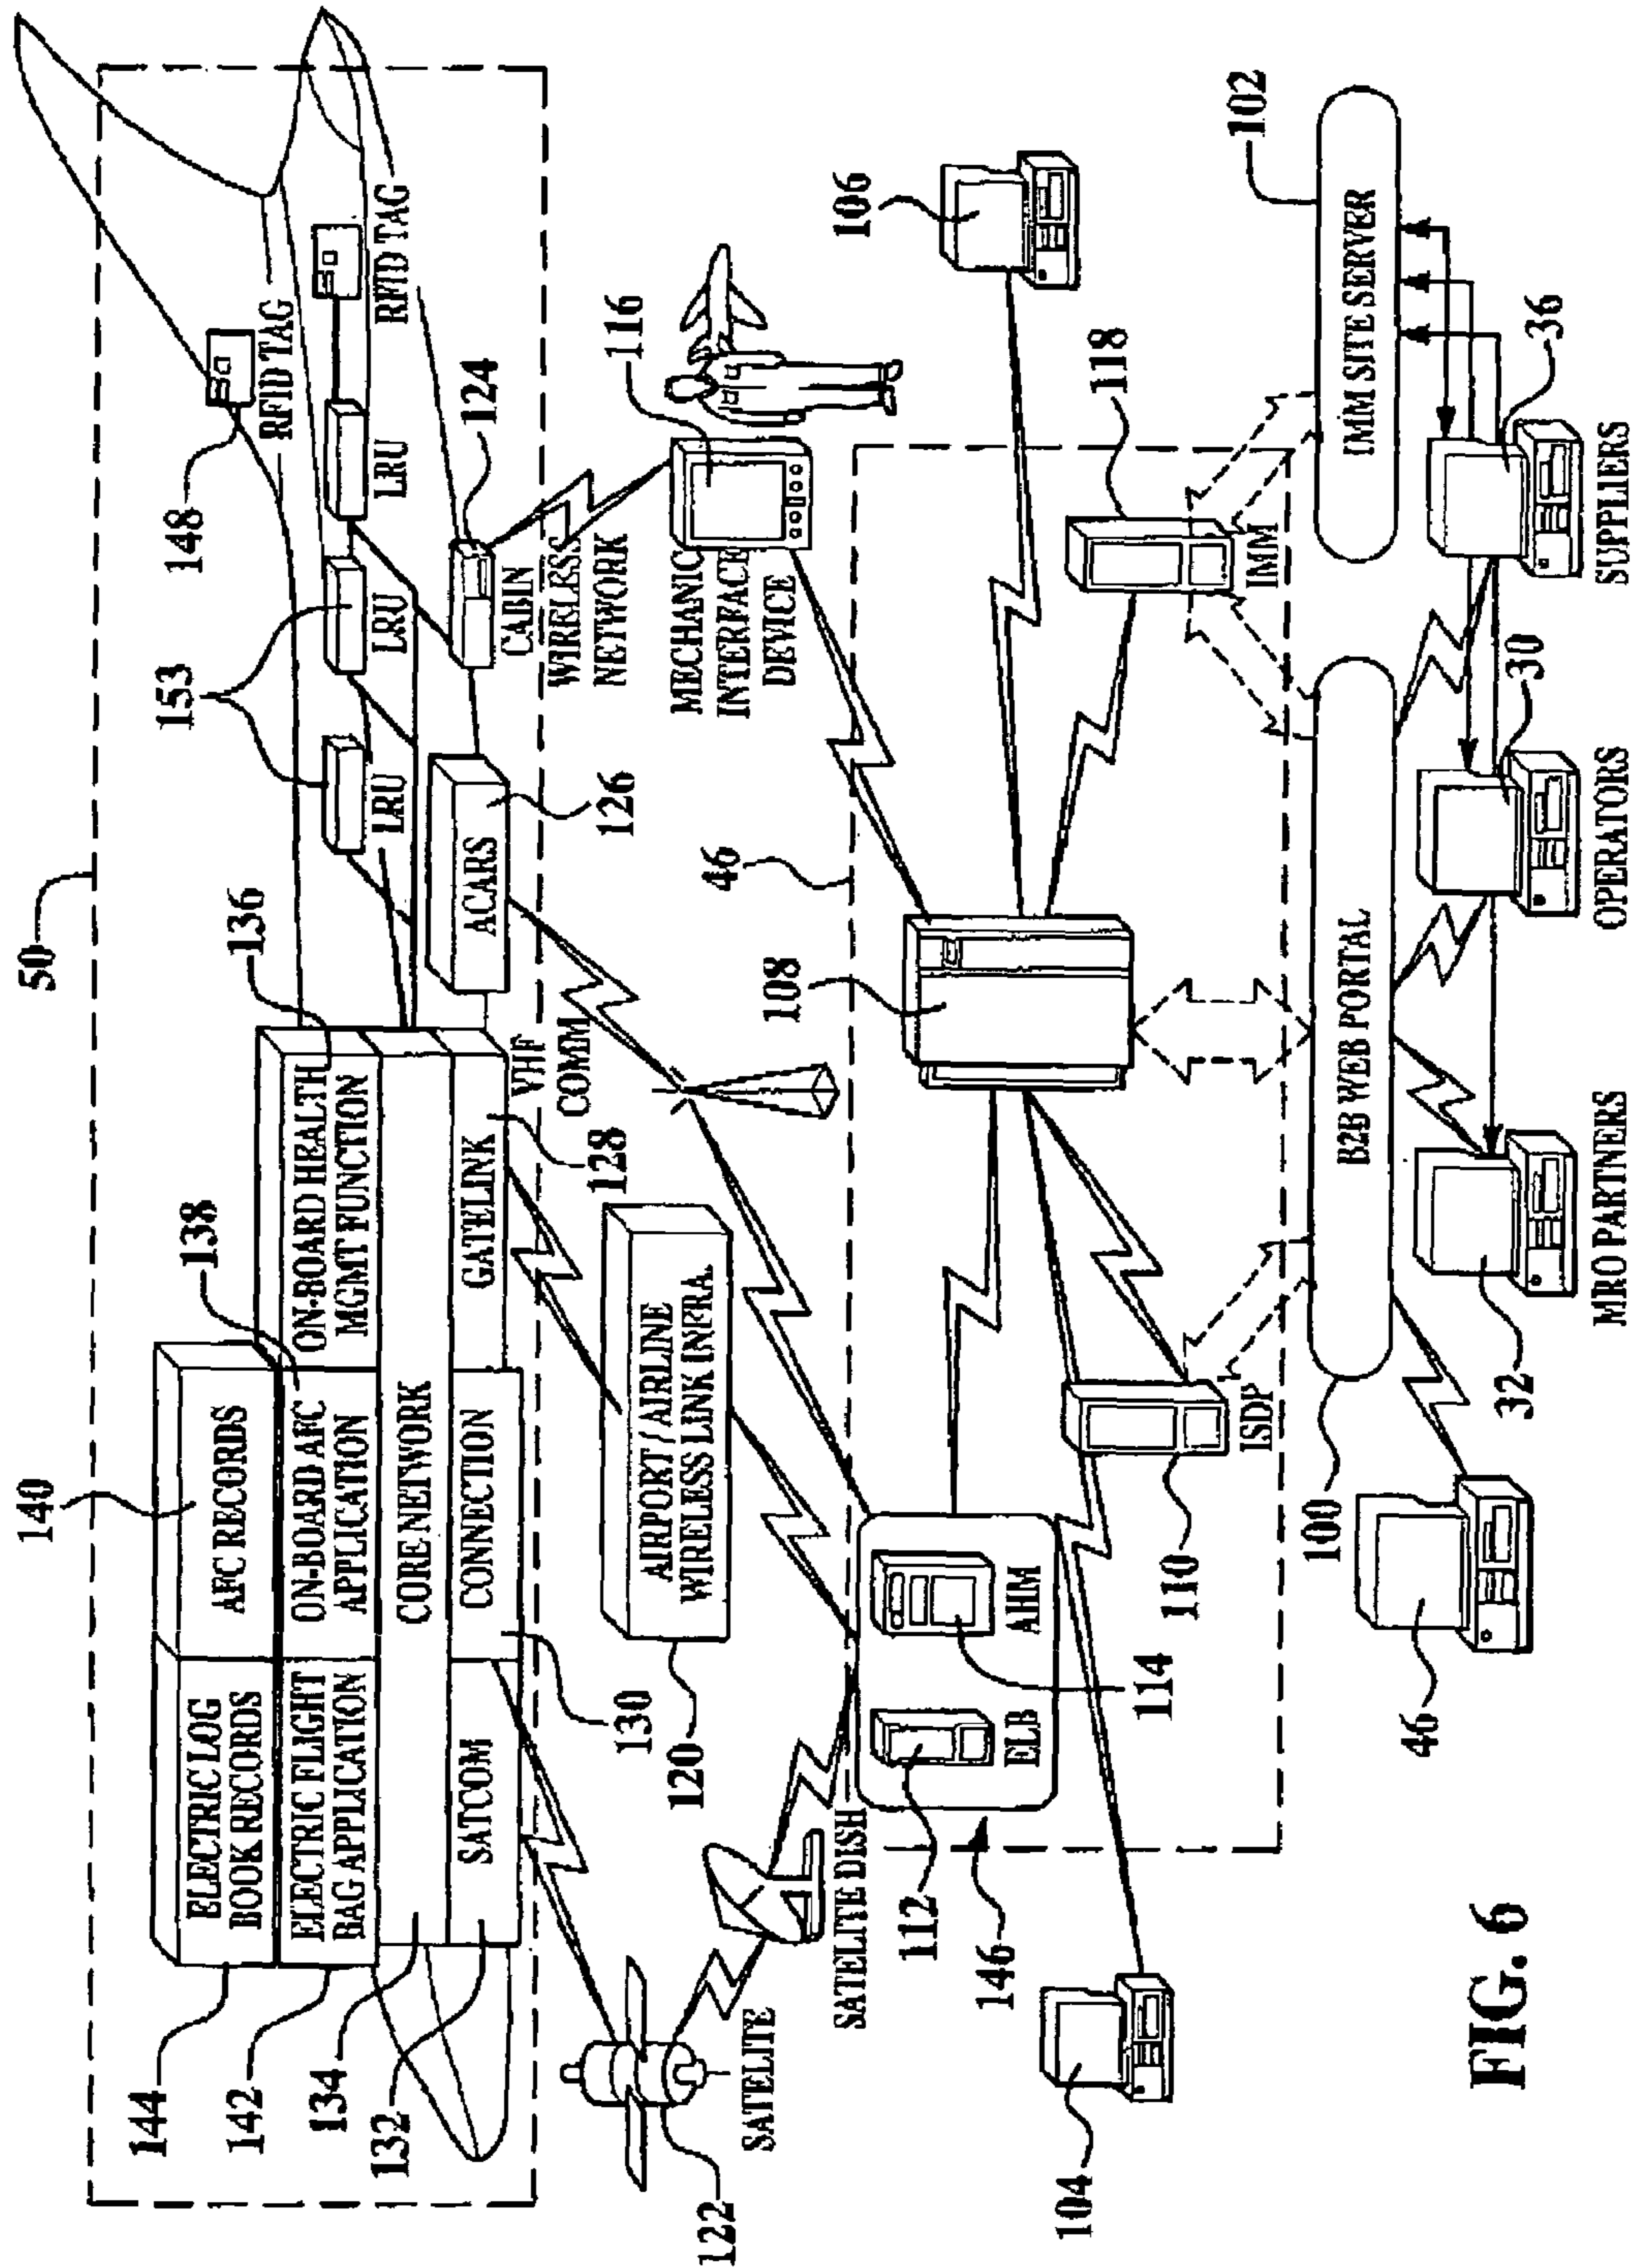 50
140
144
ELECTRIC LOG
BOOK RECORDS
AFC RECORDS
138
136
142
ELECTRIC FLIGHT
BAG APPLICATION
ON-BOARD AFC
APPLICATION
ON-BOARD HEALTH
MGMT FUNCTION
134
CORE NETWORK
132
SATCOM
CONNECTION
GATELINK
153
148
RFID TAG
RFID TAG
LRU
LRU
LRU
ACARS
126
124
CABIN
WIRELESS
NETWORK
VHF
COMM
128
130
122
SATELITE
SATELITE DISH
120
AIRPORT / AIRLINE
WIRELESS LINK INFRA.
MECHANIC
INTERFACE
DEVICE
116
46
108
106
118
IMM
112
ELB
114
AHM
146
110
ISDP
104
100
B2B WEB PORTAL
102
IMM SITE SERVER
46
32
MRO PARTNERS
30
OPERATORS
36
SUPPLIERS
FIG. 6